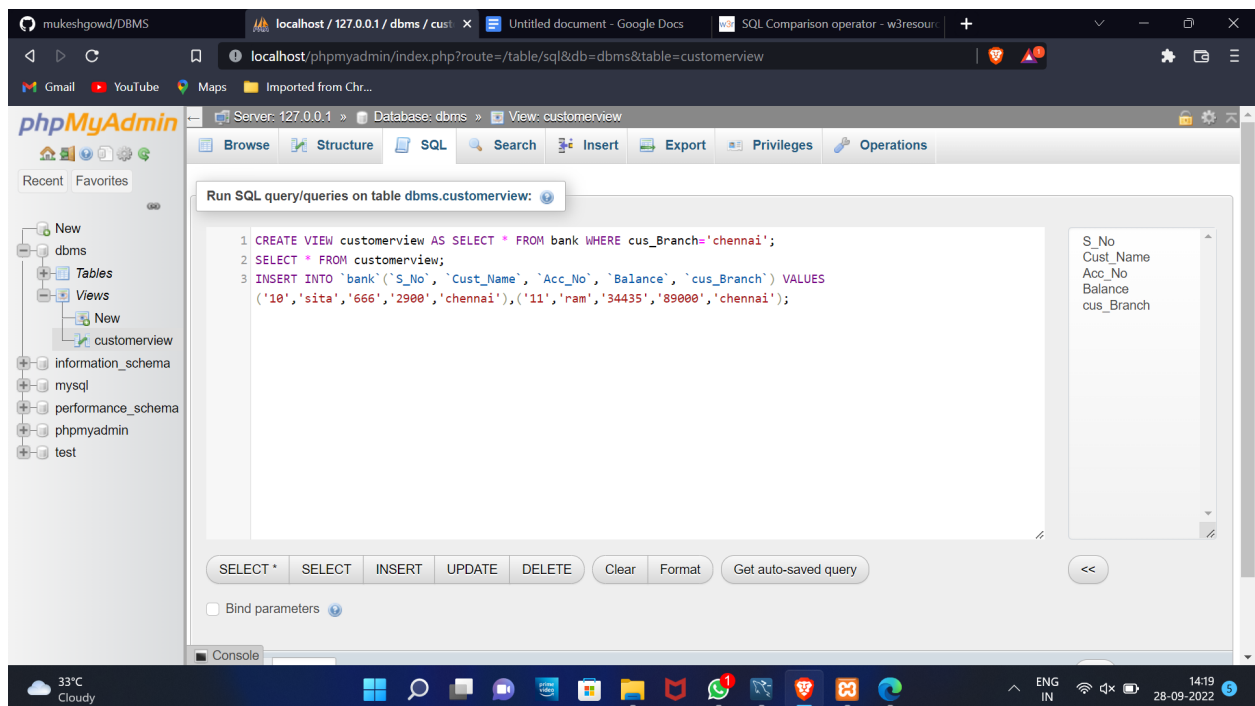 mukeshgowd/DBMS
localhost / 127.0.0.1 / dbms / cust
Untitled document - Google Docs
SQL Comparison operator - w3resourc
localhost/phpmyadmin/index.php?route=/table/sql&db=dbms&table=customerview
1
Gmail
YouTube
Maps
Imported from Chr...
phpMyAdmin
Recent Favorites
New
dbms
Tables
Views
New
customerview
information_schema
mysql
performance_schema
phpmyadmin
test
Server: 127.0.0.1 » Database: dbms » View: customerview
Browse Structure SQL Search Insert Export Privileges Operations
Run SQL query/queries on table dbms.customerview:
1 CREATE VIEW customerview AS SELECT * FROM bank WHERE cus_Branch='chennai';
2 SELECT * FROM customerview;
3 INSERT INTO `bank`(`S_No`, `Cust_Name`, `Acc_No`, `Balance`, `cus_Branch`) VALUES
('10','sita','666','2900','chennai'),('11','ram','34435','89000','chennai');
S_No
Cust_Name
Acc_No
Balance
cus_Branch
SELECT * SELECT INSERT UPDATE DELETE Clear Format Get auto-saved query <<
Bind parameters
Console
33°C
Cloudy
prime video
1
ENG
IN
14:19
28-09-2022
5